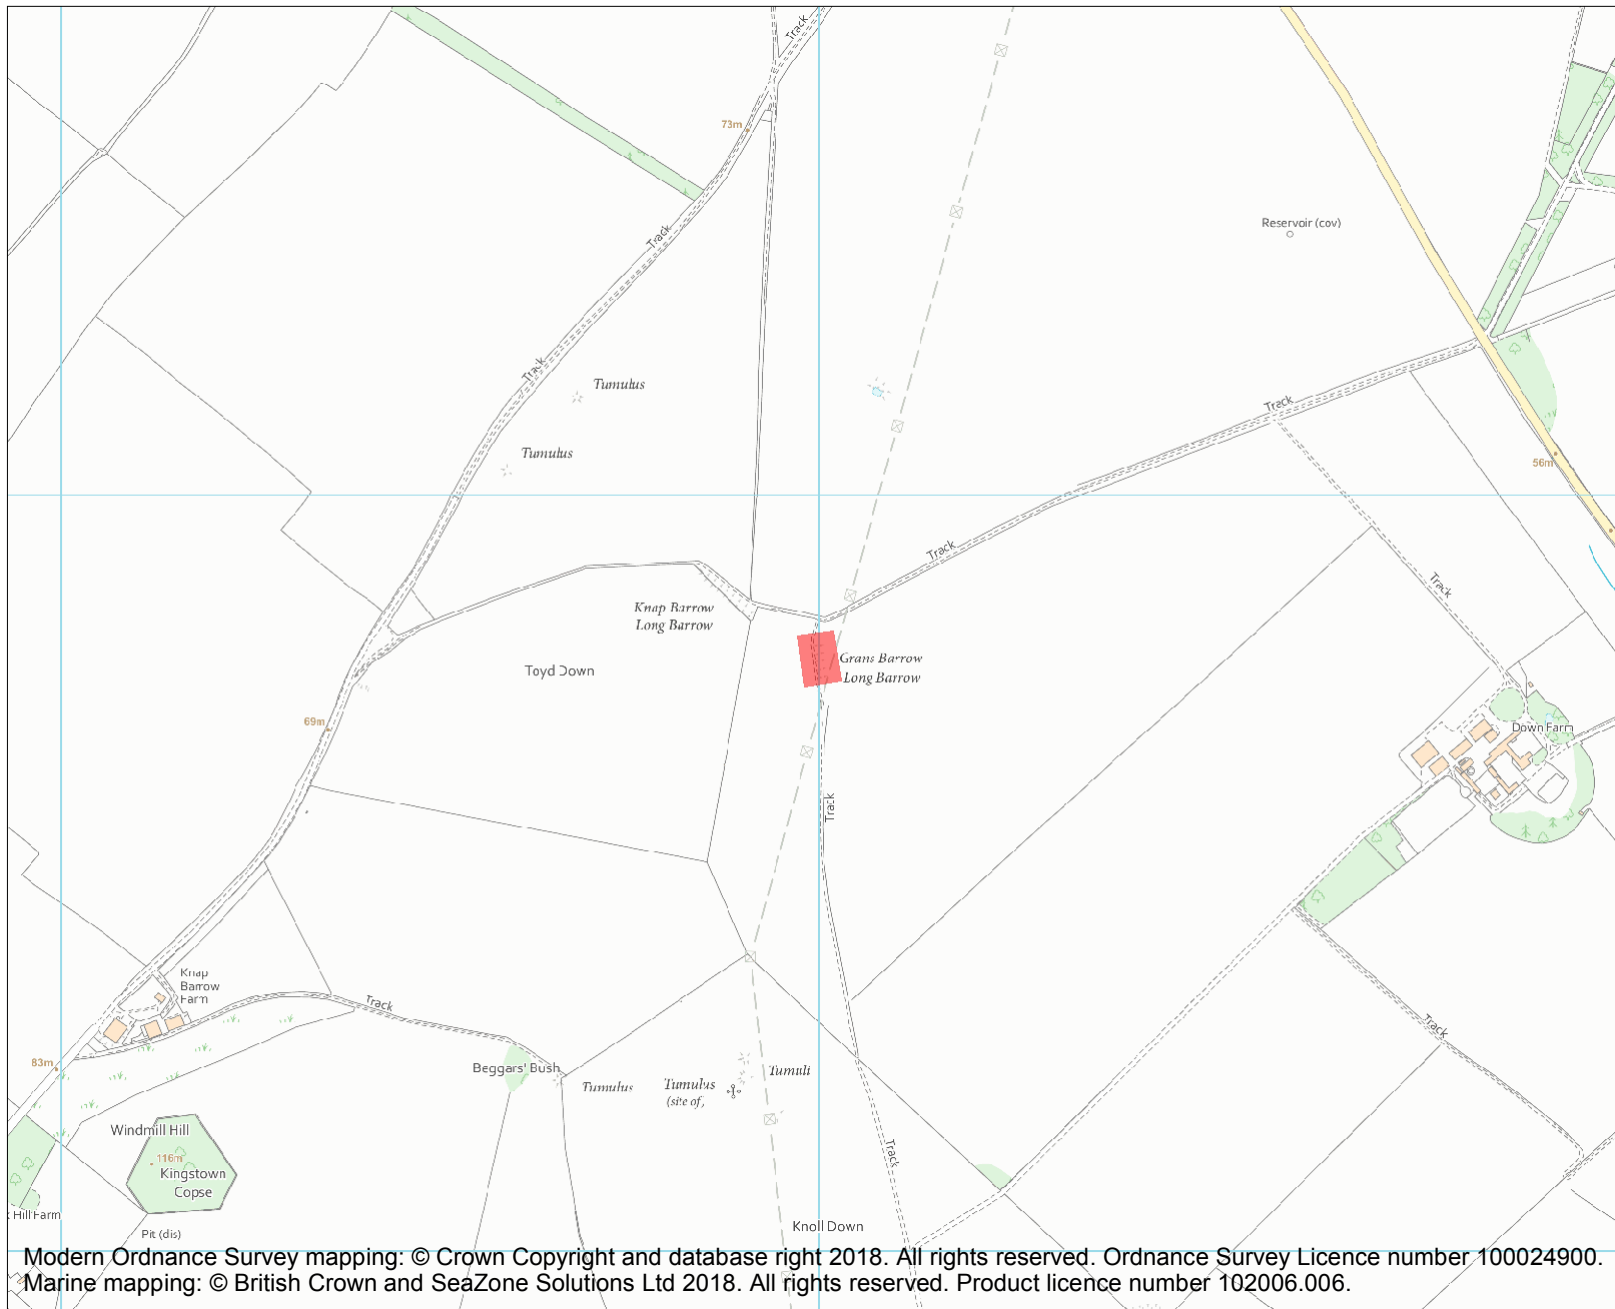 Track
73m
Reservoir (cov)
Track
Track
Tumulus
Track
Tumulus
56m
Track
Track
Knap Barrow
Long Barrow
Grans Barrow
Long Barrow
Toyd Down
69m
Down Farm
Track
Knap
Barrow
Farm
Track
Track
83m
Beggars' Bush
Tumulus
Tumulus
(site of)
Tumuli
Windmill Hill
116m
Kingstown
Copse
Track
Hill Farm
Pit (dis)
Knoll Down
Modern Ordnance Survey mapping: © Crown Copyright and database right 2018. All rights reserved. Ordnance Survey Licence number 100024900.
Marine mapping: © British Crown and SeaZone Solutions Ltd 2018. All rights reserved. Product licence number 102006.006.